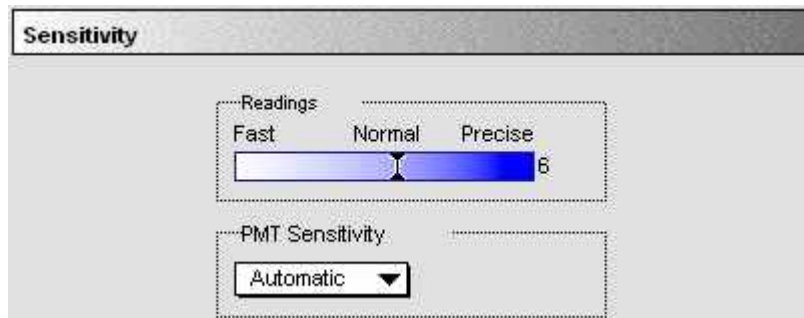 Sensitivity
Readings
Fast Normal Precise
6
PMT Sensitivity
Automatic